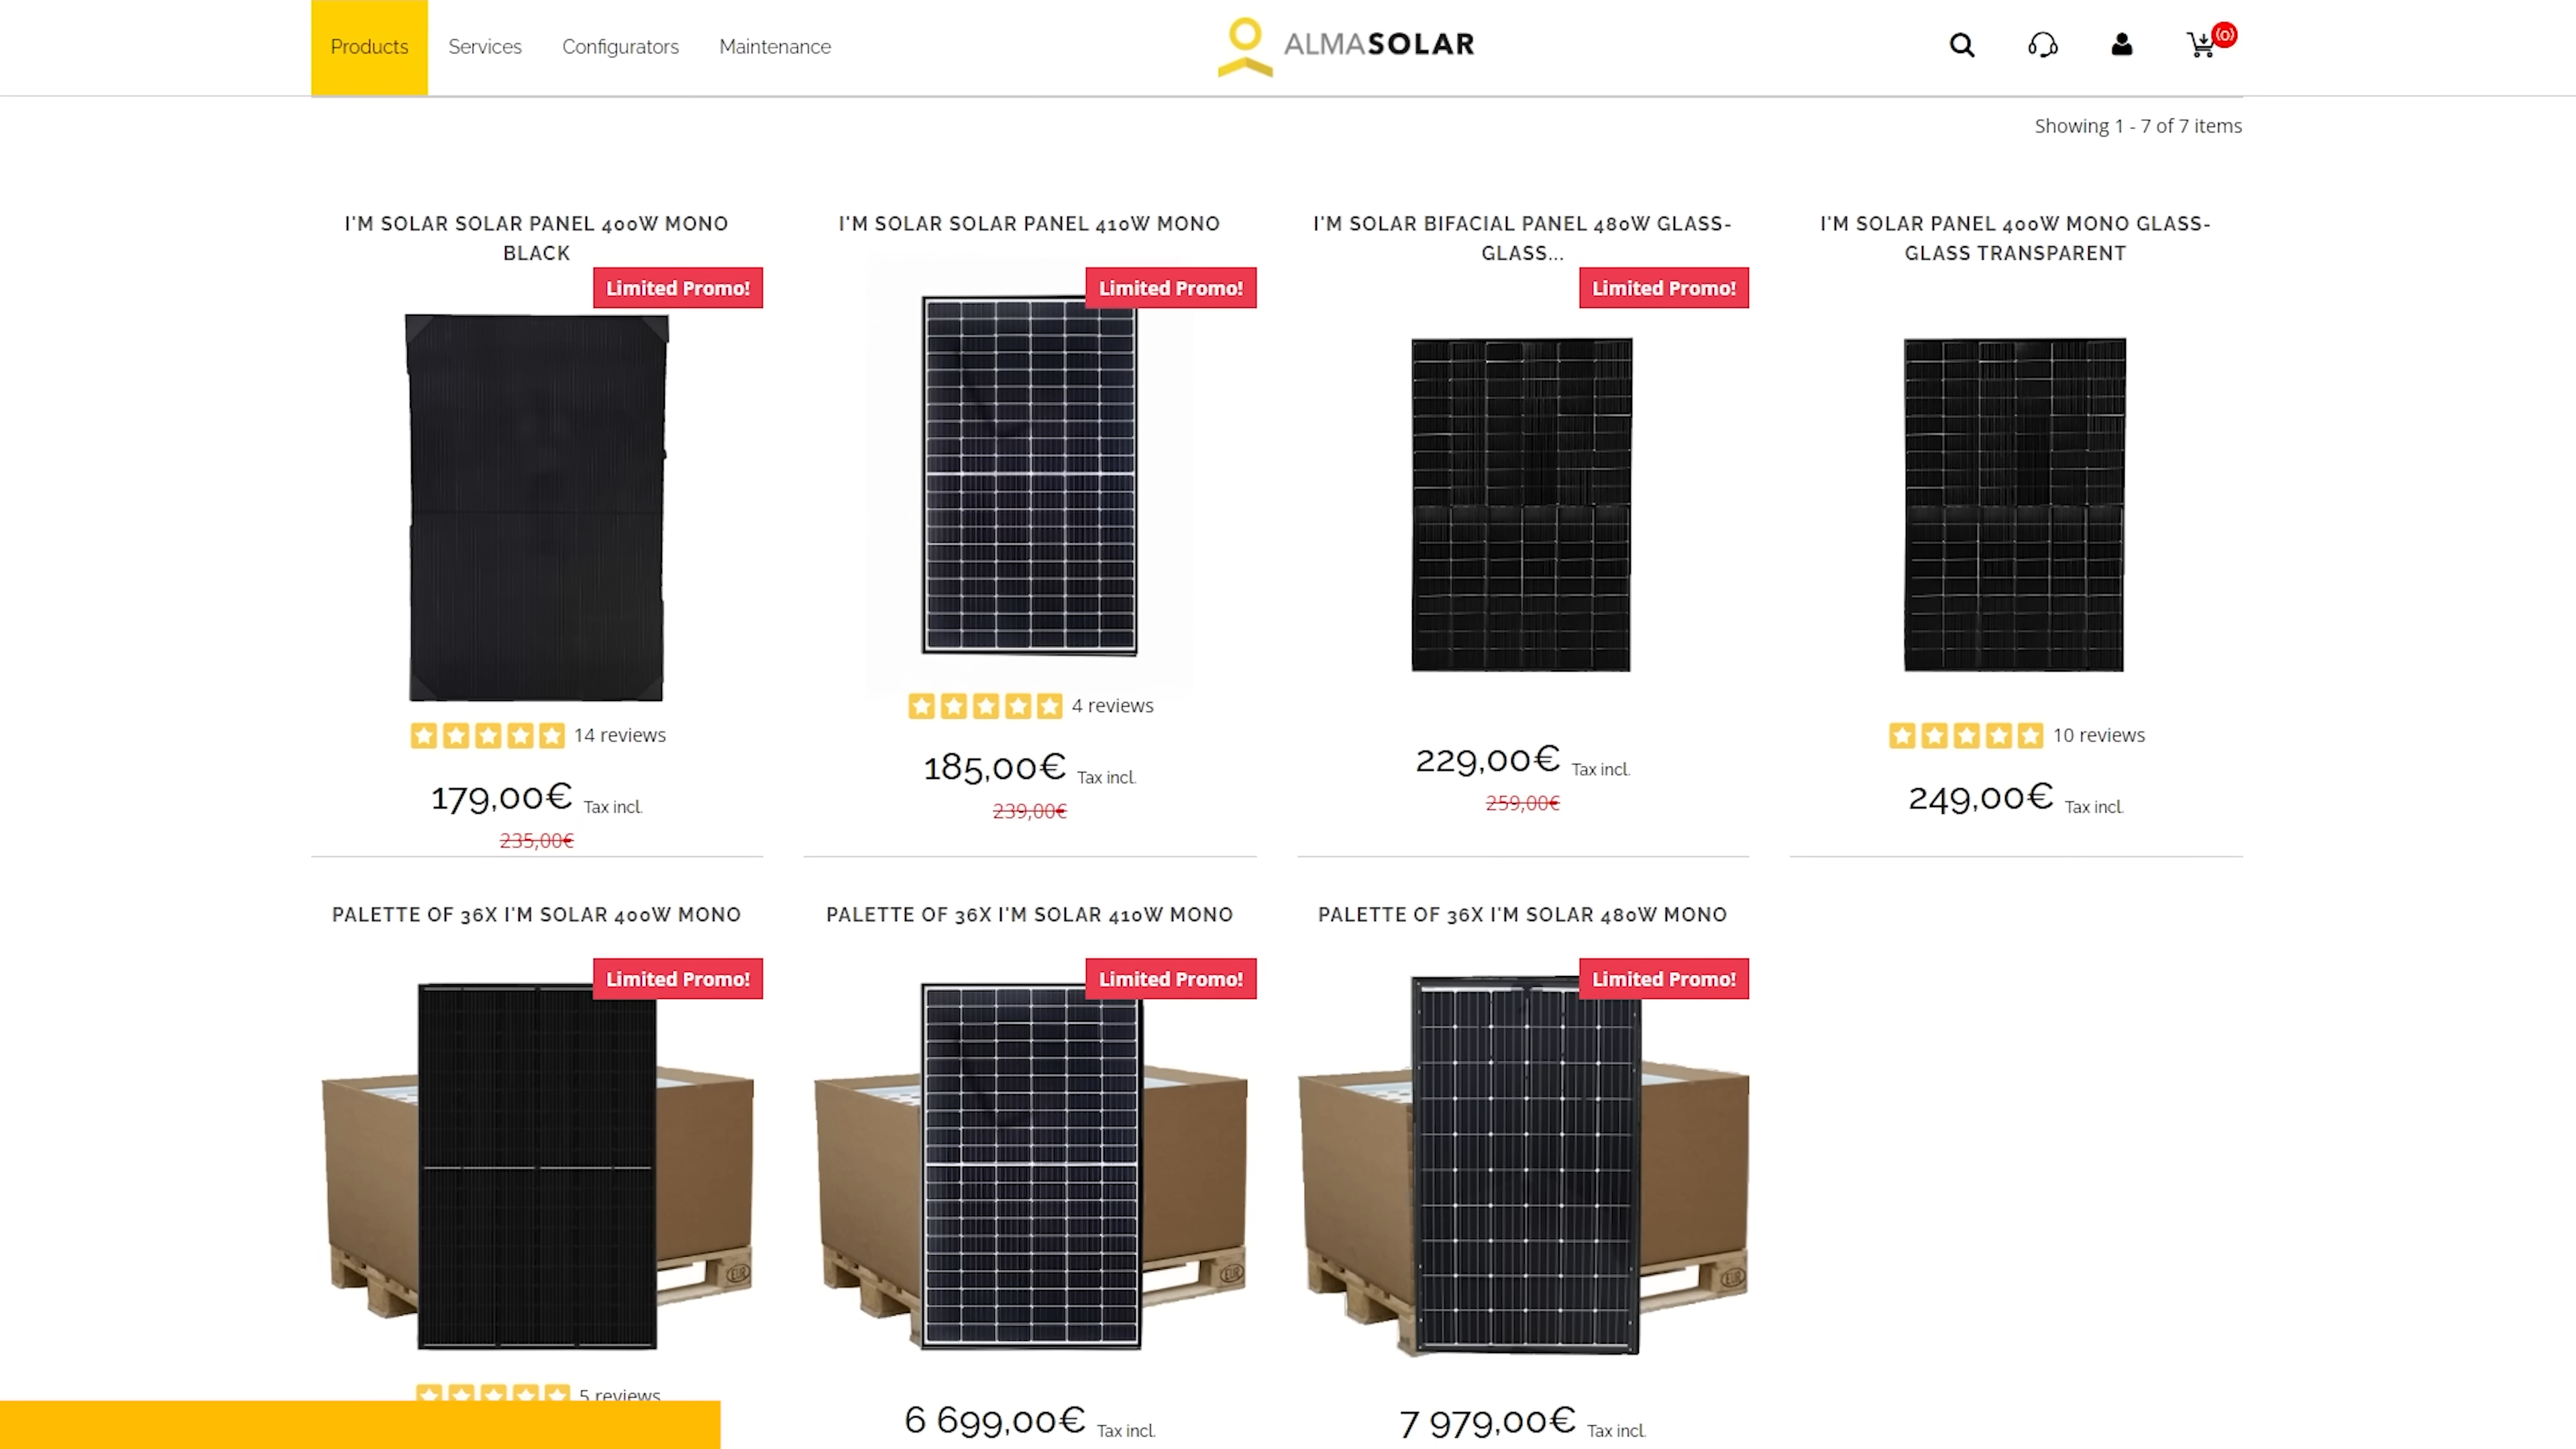 Products Services Configurators Maintenance
ALMASOLAR
(0)
Showing 1 - 7 of 7 items
I'M SOLAR SOLAR PANEL 400W MONO
BLACK
Limited Promo!
14 reviews
179,00€ Tax incl.
235,00€
I'M SOLAR SOLAR PANEL 410W MONO
Limited Promo!
4 reviews
185,00€ Tax incl.
239,00€
I'M SOLAR BIFACIAL PANEL 480W GLASS-
GLASS...
Limited Promo!
229,00€ Tax incl.
259,00€
I'M SOLAR PANEL 400W MONO GLASS-
GLASS TRANSPARENT
10 reviews
249,00€ Tax incl.
PALETTE OF 36X I'M SOLAR 400W MONO
Limited Promo!
EUR
5 reviews
PALETTE OF 36X I'M SOLAR 410W MONO
Limited Promo!
EUR
6 699,00€ Tax incl.
PALETTE OF 36X I'M SOLAR 480W MONO
Limited Promo!
EUR
7 979,00€ Tax incl.